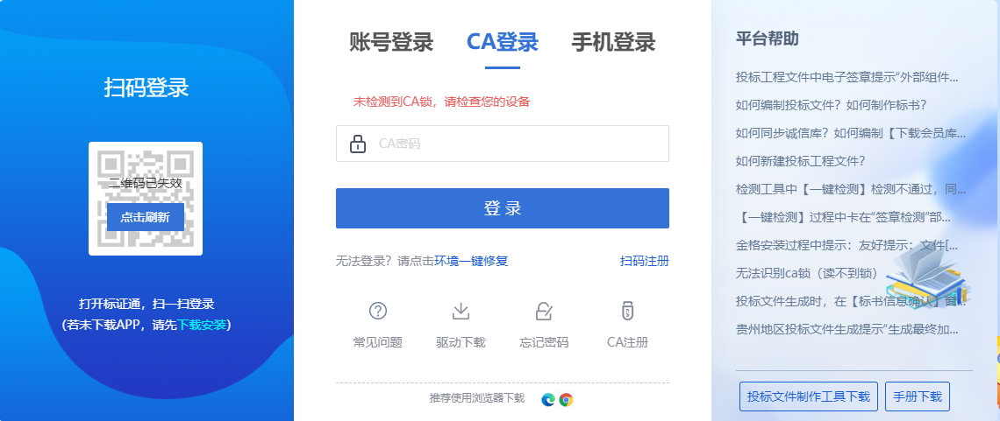 扫码登录
二维码已失效
点击刷新
打开标证通，扫一扫登录
(若未下载APP，请先下载安装)
账号登录 CA登录 手机登录
未检测到CA锁，请检查您的设备
CA密码
登 录
无法登录？请点击环境一键修复 扫码注册
常见问题 驱动下载 忘记密码 CA注册
推荐使用浏览器下载
平台帮助
投标工程文件中电子签章提示“外部组件...
如何编制投标文件？如何制作标书？
如何同步诚信库？如何编制【下载会员库...
如何新建投标工程文件？
检测工具中【一键检测】检测不通过，同...
【一键检测】过程中卡在“签章检测”部...
金格安装过程中提示：友好提示：文件[...
无法识别ca锁（读不到锁）
投标文件生成时，在【标书信息确认】窗...
贵州地区投标文件生成提示“生成最终加...
投标文件制作工具下载 手册下载